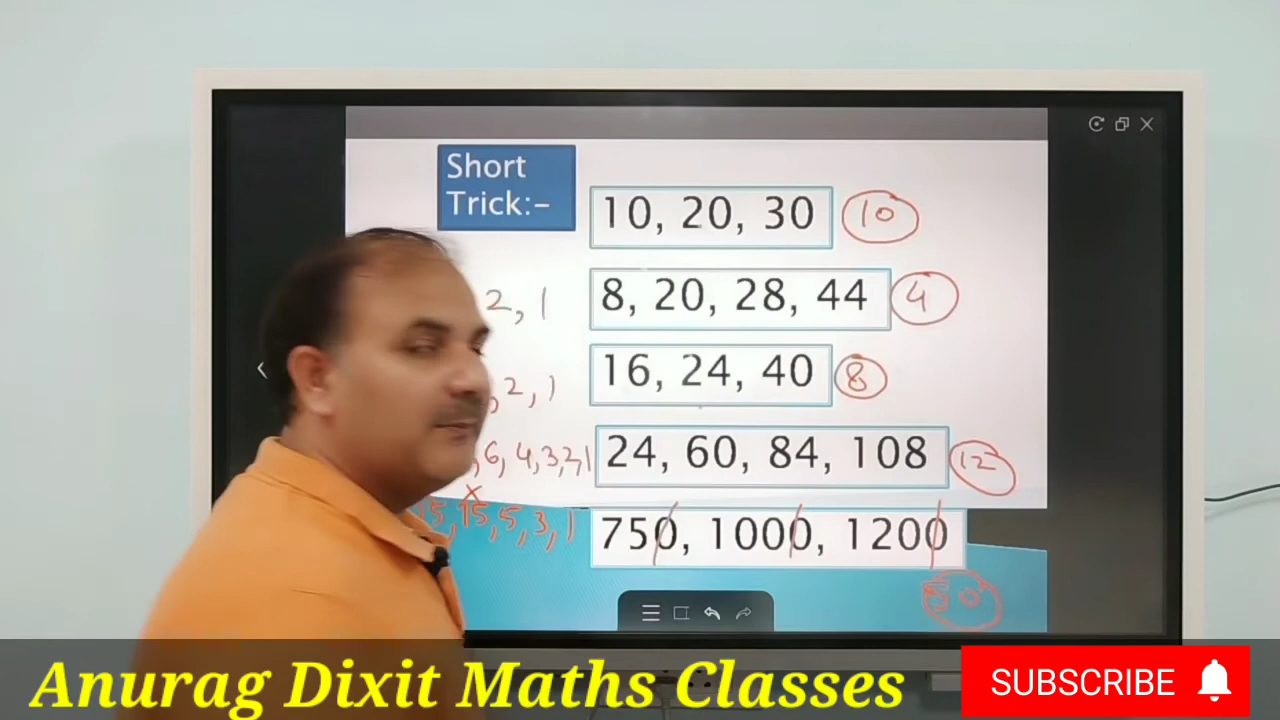 Short
Trick:-
10, 20, 30 10
2, 1 8, 20, 28, 44 4
, 2, 1 16, 24, 40 8
, 6, 4, 3, 2, 1 24, 60, 84, 108 12
15, 5, 3, 1 750, 1000, 1200
50
Anurag Dixit Maths Classes
SUBSCRIBE